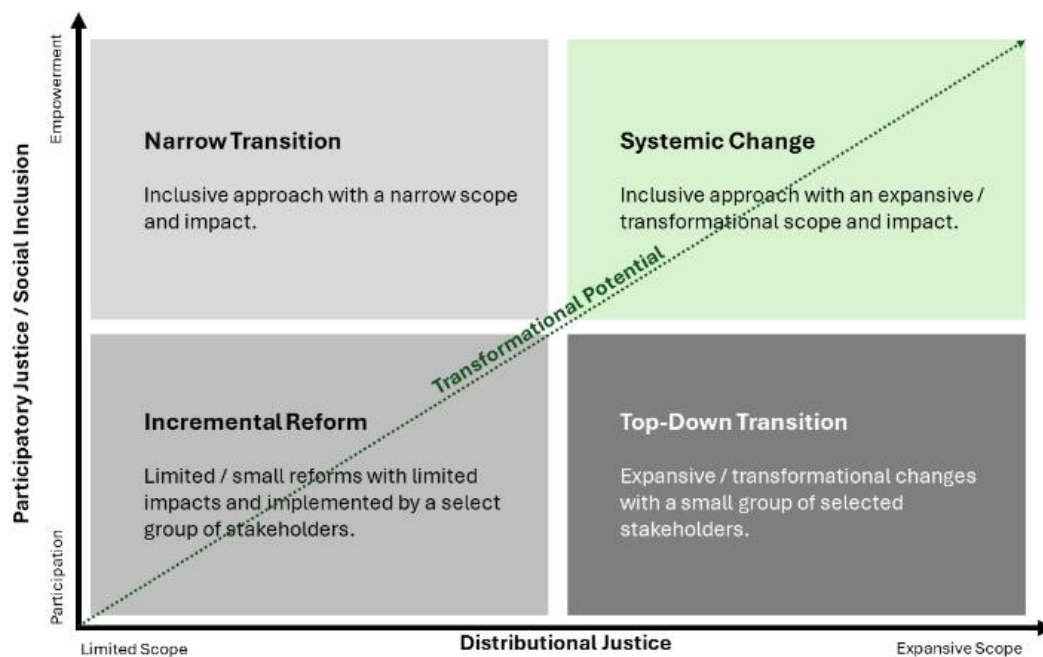 Empowerment
Participatory Justice / Social Inclusion
Participation
Narrow Transition
Inclusive approach with a narrow scope
and impact.
Systemic Change
Inclusive approach with an expansive /
transformational scope and impact.
Transformational Potential
Incremental Reform
Limited / small reforms with limited
impacts and implemented by a select
group of stakeholders.
Top-Down Transition
Expansive / transformational changes
with a small group of selected
stakeholders.
Limited Scope
Distributional Justice
Expansive Scope